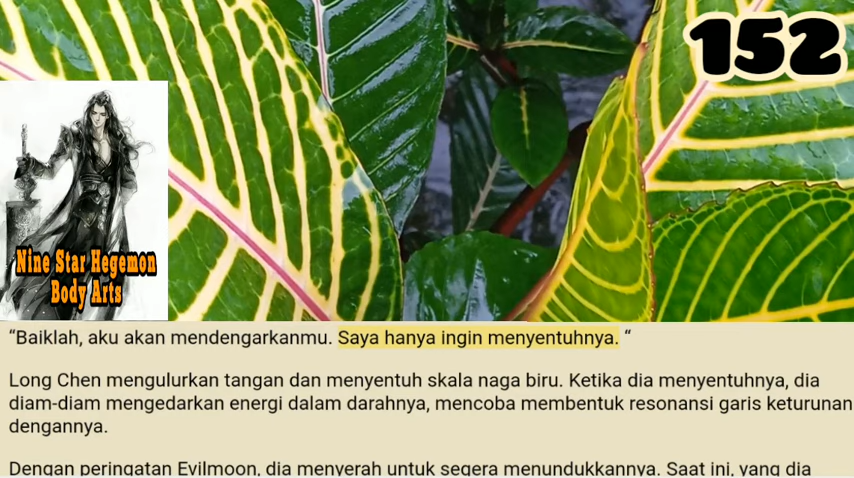 152
Nine Star Hegemon
Body Arts
“Baiklah, aku akan mendengarkanmu. Saya hanya ingin menyentuhnya. “
Long Chen mengulurkan tangan dan menyentuh skala naga biru. Ketika dia menyentuhnya, dia
diam-diam mengedarkan energi dalam darahnya, mencoba membentuk resonansi garis keturunan
dengannya.
Dengan peringatan Evilmoon, dia menyerah untuk segera menundukkannya. Saat ini, yang dia